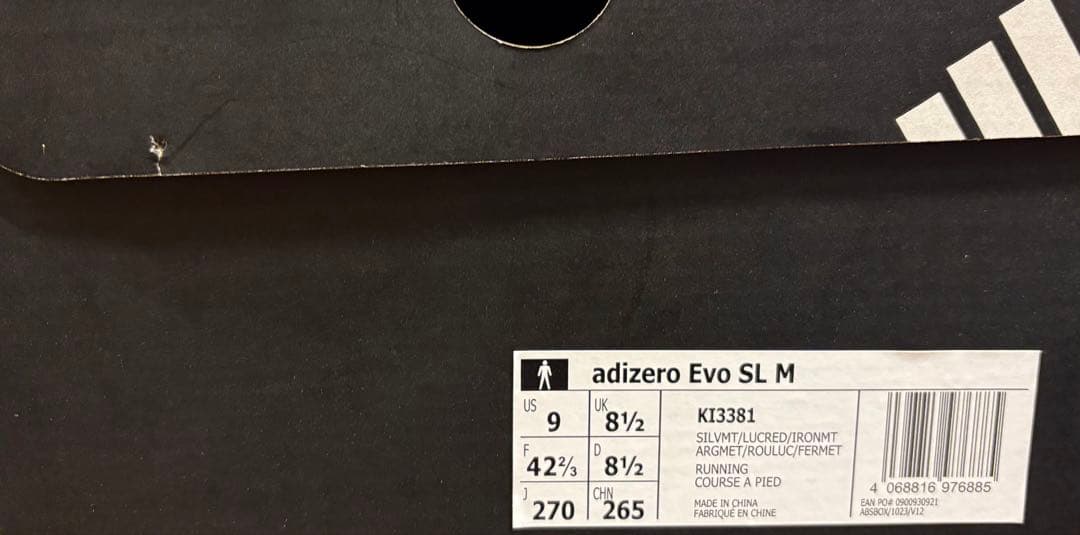 adizero Evo SL M
US 9
UK 8½
F 42⅔
D 8½
J 270
CHN 265
KI3381
SILVMT/LUCRED/IRONMT
ARGMET/ROULUC/FERMET
RUNNING
COURSE A PIED
MADE IN CHINA
FABRIQUÉ EN CHINE
4 068816 976885
EAN PO# 0900930921
ABSBOX/1023/V12